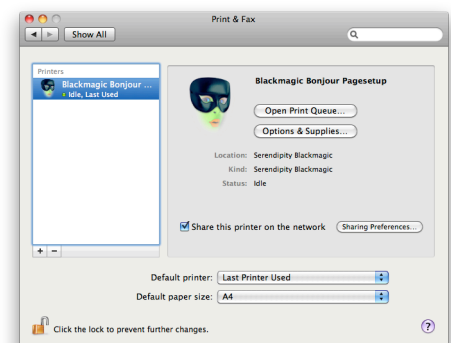 Print & Fax
Show All
Printers
Blackmagic Bonjour ...
Idle, Last Used
Blackmagic Bonjour Pagesetup
Open Print Queue...
Options & Supplies...
Location: Serendipity Blackmagic
Kind: Serendipity Blackmagic
Status: Idle
Share this printer on the network
Sharing Preferences...
+ −
Default printer: Last Printer Used
Default paper size: A4
Click the lock to prevent further changes.
?